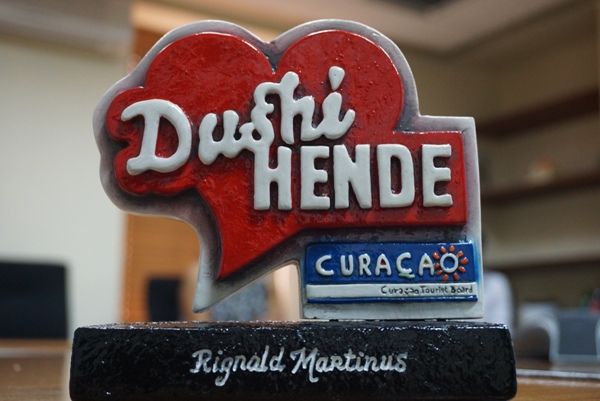 Dushi
HENDE
CURAÇAO
Curaçao Tourist Board
Rignald Martinus